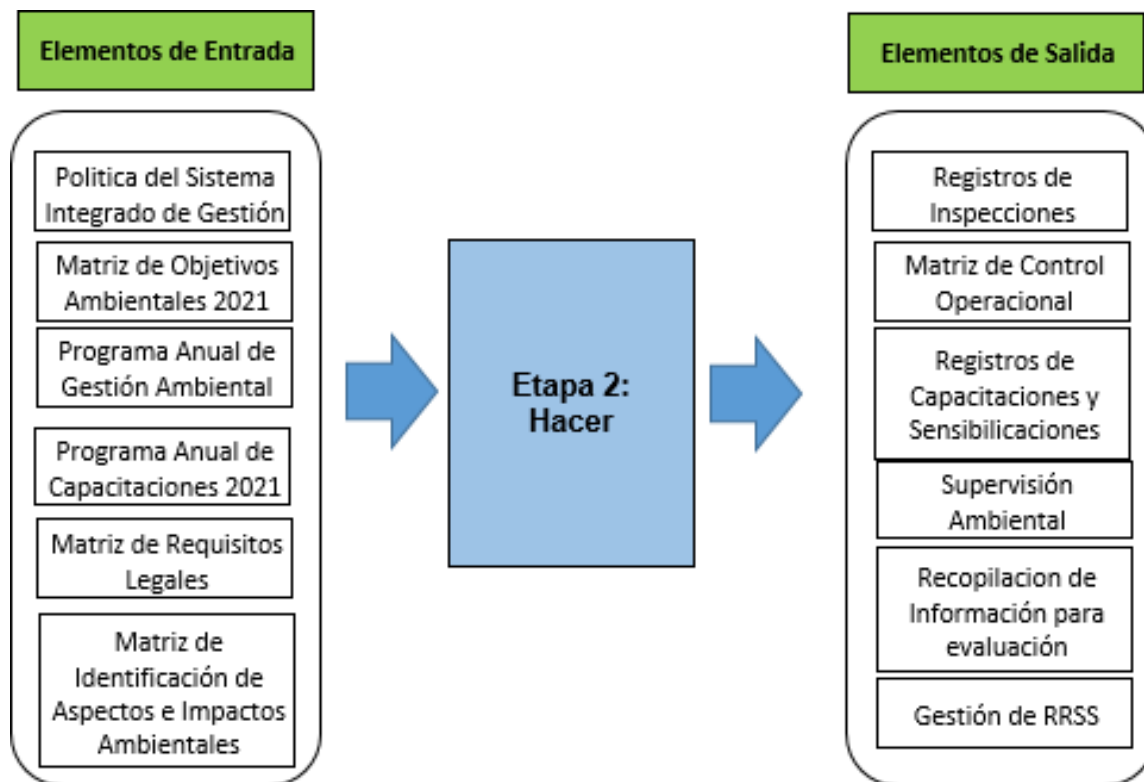 Elementos de Entrada
Politica del Sistema
Integrado de Gestión
Matriz de Objetivos
Ambientales 2021
Programa Anual de
Gestión Ambiental
Programa Anual de
Capacitaciones 2021
Matriz de Requisitos
Legales
Matriz de
Identificación de
Aspectos e Impactos
Ambientales
Etapa 2:
Hacer
Elementos de Salida
Registros de
Inspecciones
Matriz de Control
Operacional
Registros de
Capacitaciones y
Sensibilicaciones
Supervisión
Ambiental
Recopilacion de
Información para
evaluación
Gestión de RRSS